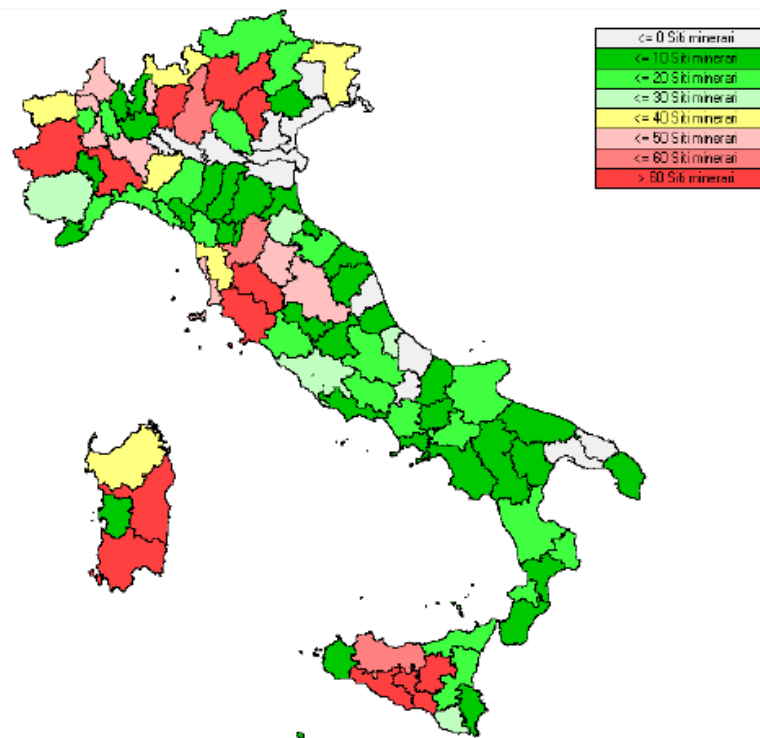 <= 0 Siti minerari
<= 10 Siti minerari
<= 20 Siti minerari
<= 30 Siti minerari
<= 40 Siti minerari
<= 50 Siti minerari
<= 60 Siti minerari
> 60 Siti minerari